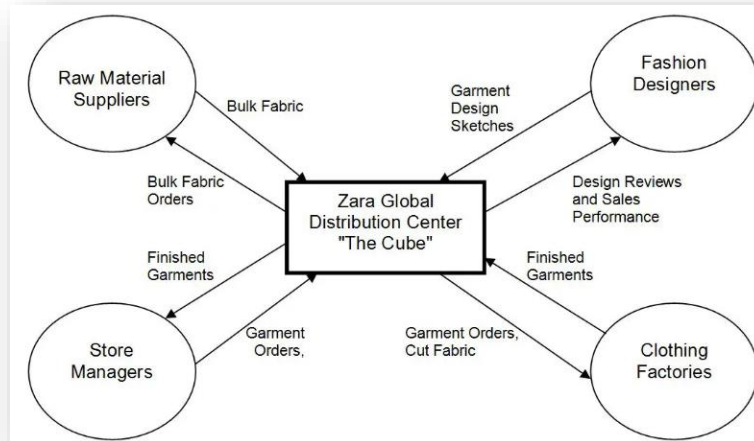 Raw Material
Suppliers
Bulk Fabric
Garment
Design
Sketches
Fashion
Designers
Bulk Fabric
Orders
Zara Global
Distribution Center
"The Cube"
Design Reviews
and Sales
Performance
Finished
Garments
Finished
Garments
Store
Managers
Garment
Orders,
Garment Orders,
Cut Fabric
Clothing
Factories